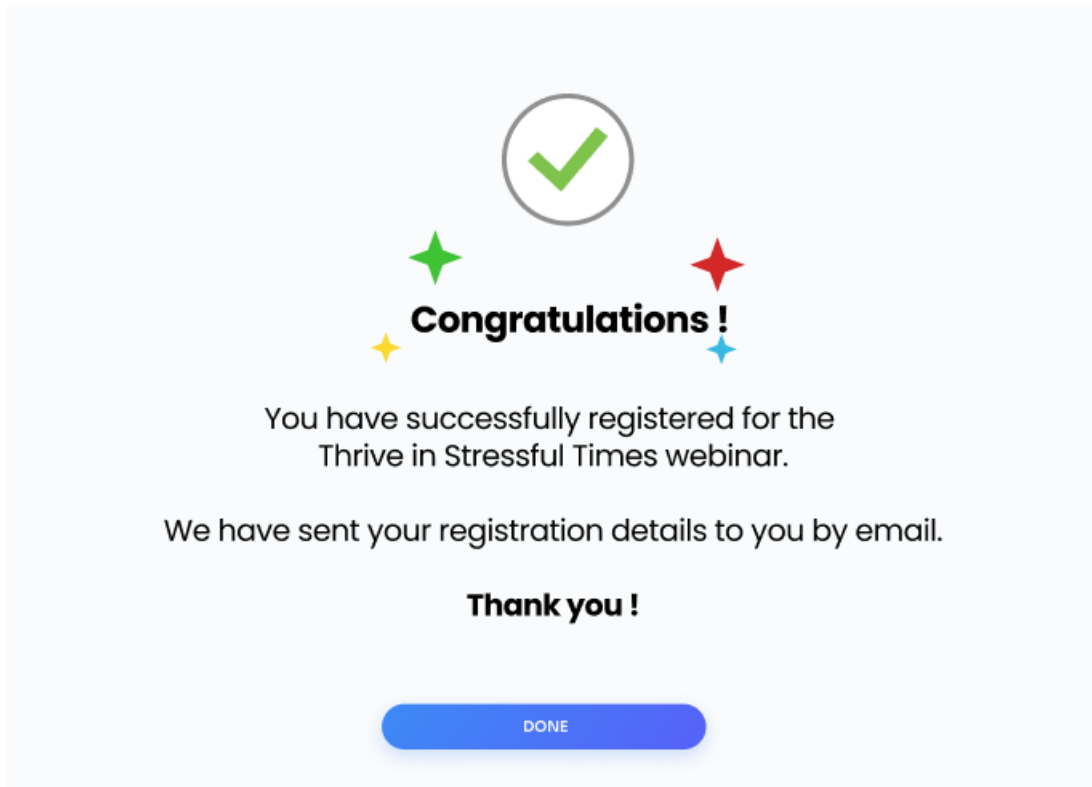 Congratulations !
You have successfully registered for the
Thrive in Stressful Times webinar.
We have sent your registration details to you by email.
Thank you !
DONE